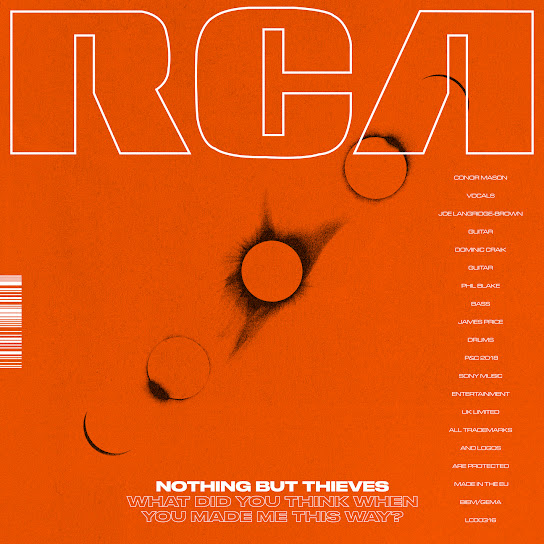 RCA
CONOR MASON
VOCALS
JOE LANGRIDGE-BROWN
GUITAR
DOMINIC CRAIK
GUITAR
PHIL BLAKE
BASS
JAMES PRICE
DRUMS
P&C 2018
SONY MUSIC
ENTERTAINMENT
UK LIMITED
ALL TRADEMARKS
AND LOGOS
ARE PROTECTED
MADE IN THE EU
BIEM/GEMA
NOTHING BUT THIEVES
WHAT DID YOU THINK WHEN
YOU MADE ME THIS WAY?